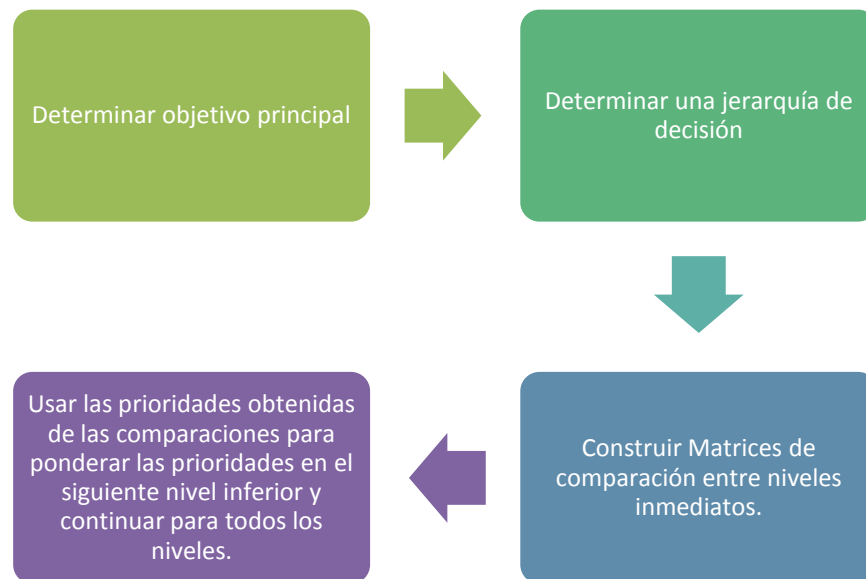 Determinar objetivo principal
Determinar una jerarquía de
decisión
Construir Matrices de
comparación entre niveles
inmediatos.
Usar las prioridades obtenidas
de las comparaciones para
ponderar las prioridades en el
siguiente nivel inferior y
continuar para todos los
niveles.